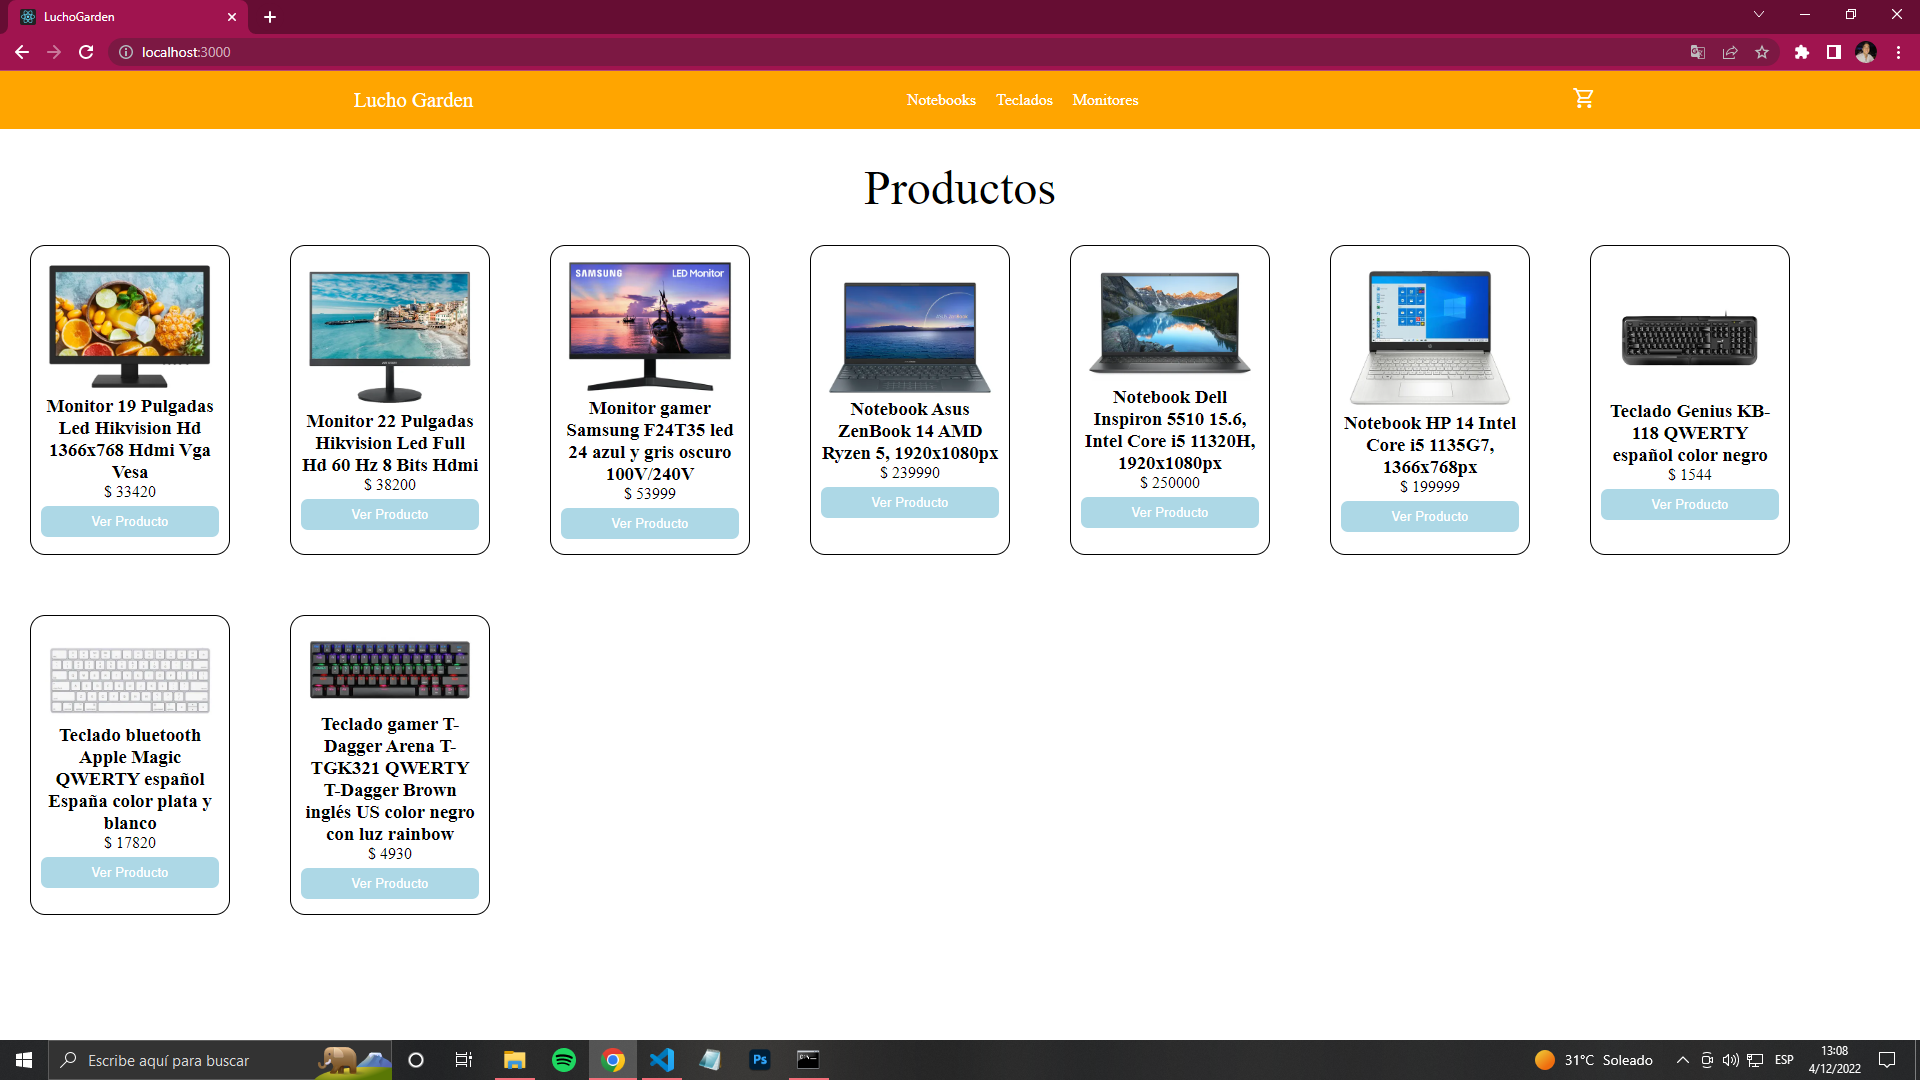 LuchoGarden
localhost:3000
Lucho Garden
Notebooks
Teclados
Monitores
Productos
Monitor 19 Pulgadas
Led Hikvision Hd
1366x768 Hdmi Vga
Vesa
$ 33420
Ver Producto
Monitor 22 Pulgadas
Hikvision Led Full
Hd 60 Hz 8 Bits Hdmi
$ 38200
Ver Producto
SAMSUNG
LED Monitor
Monitor gamer
Samsung F24T35 led
24 azul y gris oscuro
100V/240V
$ 53999
Ver Producto
Notebook Asus
ZenBook 14 AMD
Ryzen 5, 1920x1080px
$ 239990
Ver Producto
Notebook Dell
Inspiron 5510 15.6,
Intel Core i5 11320H,
1920x1080px
$ 250000
Ver Producto
Notebook HP 14 Intel
Core i5 1135G7,
1366x768px
$ 199999
Ver Producto
Teclado Genius KB-
118 QWERTY
español color negro
$ 1544
Ver Producto
Teclado bluetooth
Apple Magic
QWERTY español
España color plata y
blanco
$ 17820
Ver Producto
Teclado gamer T-
Dagger Arena T-
TGK321 QWERTY
T-Dagger Brown
inglés US color negro
con luz rainbow
$ 4930
Ver Producto
Escribe aquí para buscar
Ps
31°C Soleado
ESP
13:08
4/12/2022